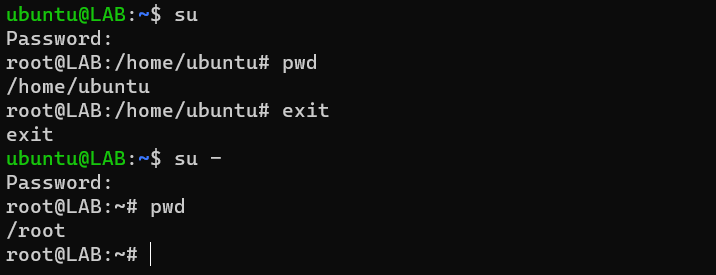 ubuntu@LAB:~$ su
Password:
root@LAB:/home/ubuntu# pwd
/home/ubuntu
root@LAB:/home/ubuntu# exit
exit
ubuntu@LAB:~$ su -
Password:
root@LAB:~# pwd
/root
root@LAB:~#